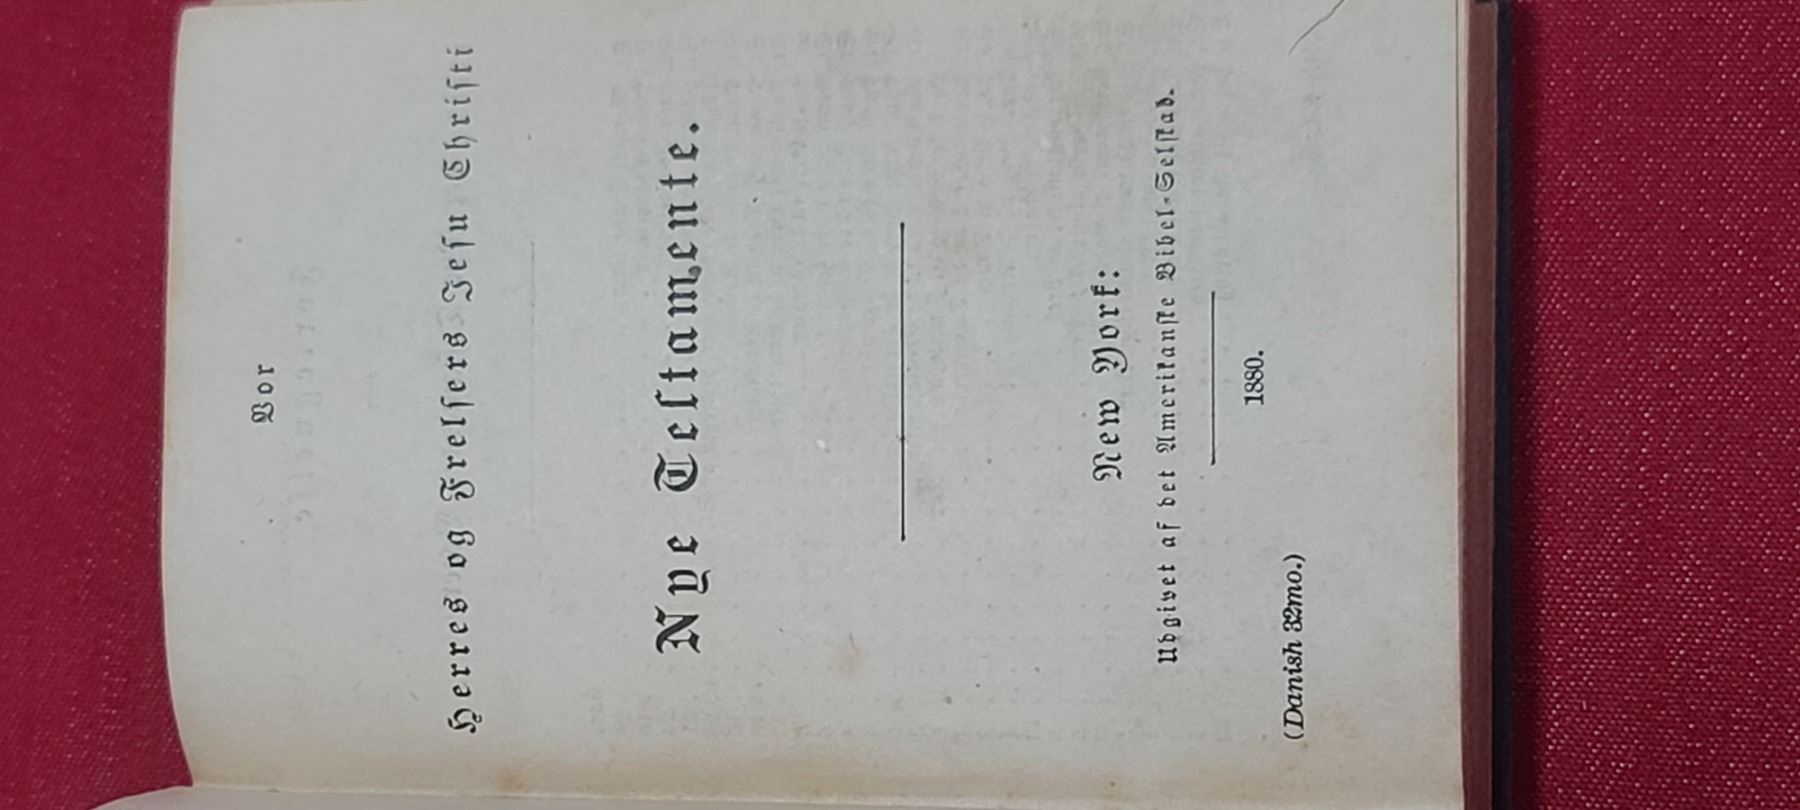 Vor
Herres og Frelsers Jesu Christi
Nye Testamente.
New York:
Udgivet af det Amerikanske Bibel-Selskab.
1880.
(Danish 32mo.)